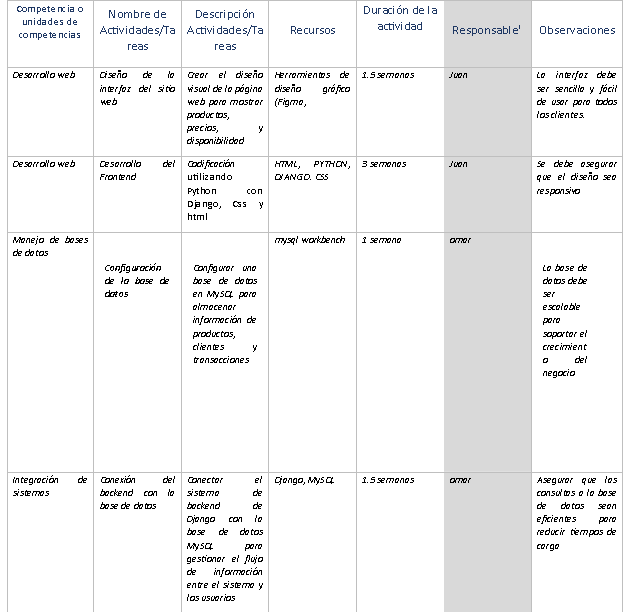 Competencia o
unidades de
competencias
Nombre de
Actividades/Ta
reas
Descripción
Actividades/Ta
reas
Recursos
Duración de la
actividad
Responsable¹
Observaciones
Desarrollo web
Diseño de la
interfaz del sitio
web
Crear el diseño
visual de la página
web para mostrar
productos,
precios, y
disponibilidad
Herramientas de
diseño gráfico
(Figma,
1.5 semanas
Juan
La interfaz debe
ser sencilla y fácil
de usar para todos
los clientes.
Desarrollo web
Desarrollo del
Frontend
Codificación
utilizando
Python con
Django, Css y
html
HTML, PYTHON,
DJANGO. CSS
3 semanas
Juan
Se debe asegurar
que el diseño sea
responsivo
Manejo de bases
de datos
Configuración
de la base de
datos
Configurar una
base de datos
en MySQL para
almacenar
información de
productos,
clientes y
transacciones
mysql workbench
1 semana
omar
La base de
datos debe
ser
escalable
para
soportar el
crecimient
o del
negocio
Integración de
sistemas
Conexión del
backend con la
base de datos
Conectar el
sistema de
backend de
Django con la
base de datos
MySQL para
gestionar el flujo
de información
entre el sistema y
los usuarios
Django, MySQL
1.5 semanas
omar
Asegurar que las
consultas a la base
de datos sean
eficientes para
reducir tiempos de
carga